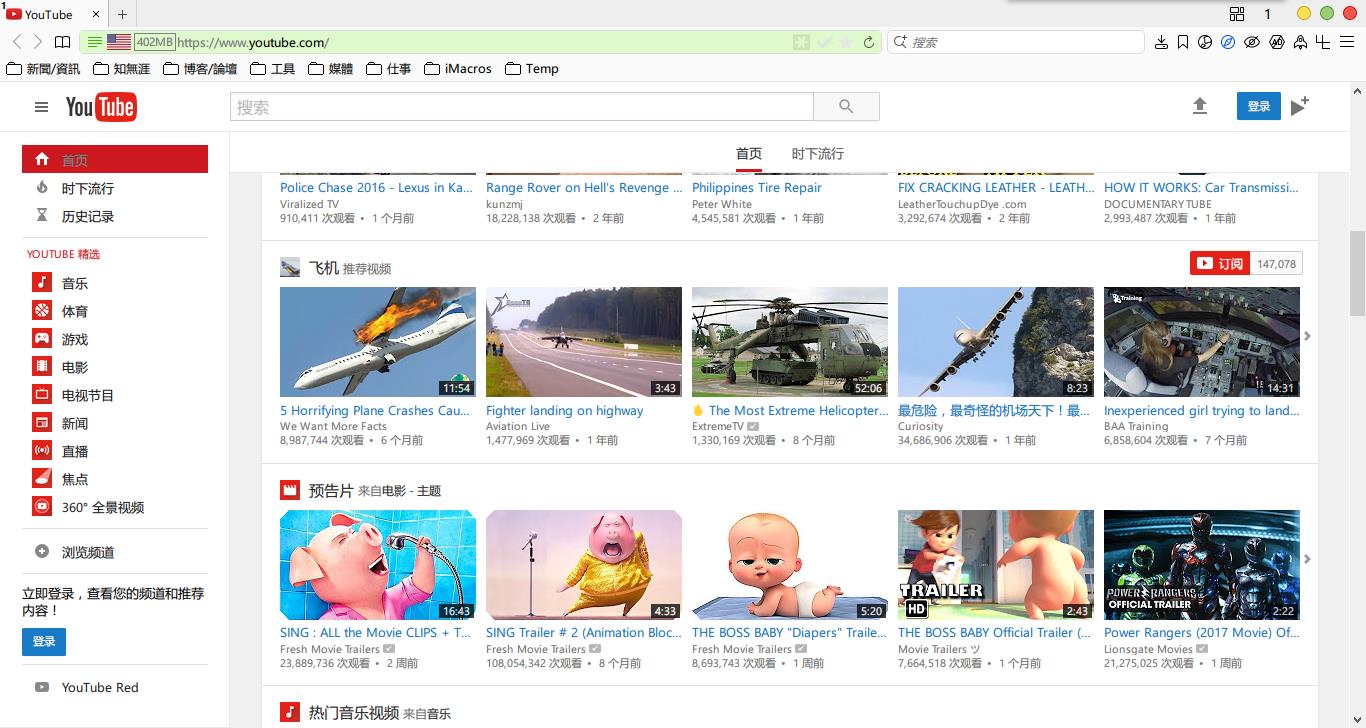 1
YouTube
1
402MB https://www.youtube.com/
搜索
新聞/資訊 知無涯 博客/論壇 工具 媒體 仕事 iMacros Temp
YouTube
搜索
登录
首页 时下流行
首页
时下流行
历史记录
YOUTUBE 精选
音乐
体育
游戏
电影
电视节目
新闻
直播
焦点
360° 全景视频
浏览频道
立即登录，查看您的频道和推荐
内容！
登录
YouTube Red
Police Chase 2016 - Lexus in Ka...
Viralized TV
910,411 次观看 • 1 个月前
Range Rover on Hell's Revenge ...
kunzmj
18,228,138 次观看 • 2 年前
Philippines Tire Repair
Peter White
4,545,581 次观看 • 1 年前
FIX CRACKING LEATHER - LEATH...
LeatherTouchupDye .com
3,292,674 次观看 • 2 年前
HOW IT WORKS: Car Transmissi...
DOCUMENTARY TUBE
2,993,487 次观看 • 1 年前
飞机 推荐视频
订阅 147,078
11:54
5 Horrifying Plane Crashes Cau...
We Want More Facts
8,987,744 次观看 • 6 个月前
3:43
Fighter landing on highway
Aviation Live
1,477,969 次观看 • 1 年前
52:06
The Most Extreme Helicopter...
ExtremeTV
1,330,169 次观看 • 8 个月前
8:23
最危险，最奇怪的机场天下！最...
Curiosity
34,686,906 次观看 • 1 年前
Training
14:31
Inexperienced girl trying to land...
BAA Training
6,858,604 次观看 • 7 个月前
预告片 来自电影 - 主题
16:43
SING : ALL the Movie CLIPS + T...
Fresh Movie Trailers
23,889,736 次观看 • 2 周前
4:33
SING Trailer # 2 (Animation Bloc...
Fresh Movie Trailers
108,054,342 次观看 • 8 个月前
5:20
THE BOSS BABY "Diapers" Traile...
Fresh Movie Trailers
8,693,743 次观看 • 1 周前
TRAILER
HD
2:43
THE BOSS BABY Official Trailer (...
Movie Trailers ツ
7,664,518 次观看 • 1 个月前
POWER RANGERS
OFFICIAL TRAILER
2:22
Power Rangers (2017 Movie) Of...
Lionsgate Movies
21,275,025 次观看 • 1 周前
热门音乐视频 来自音乐